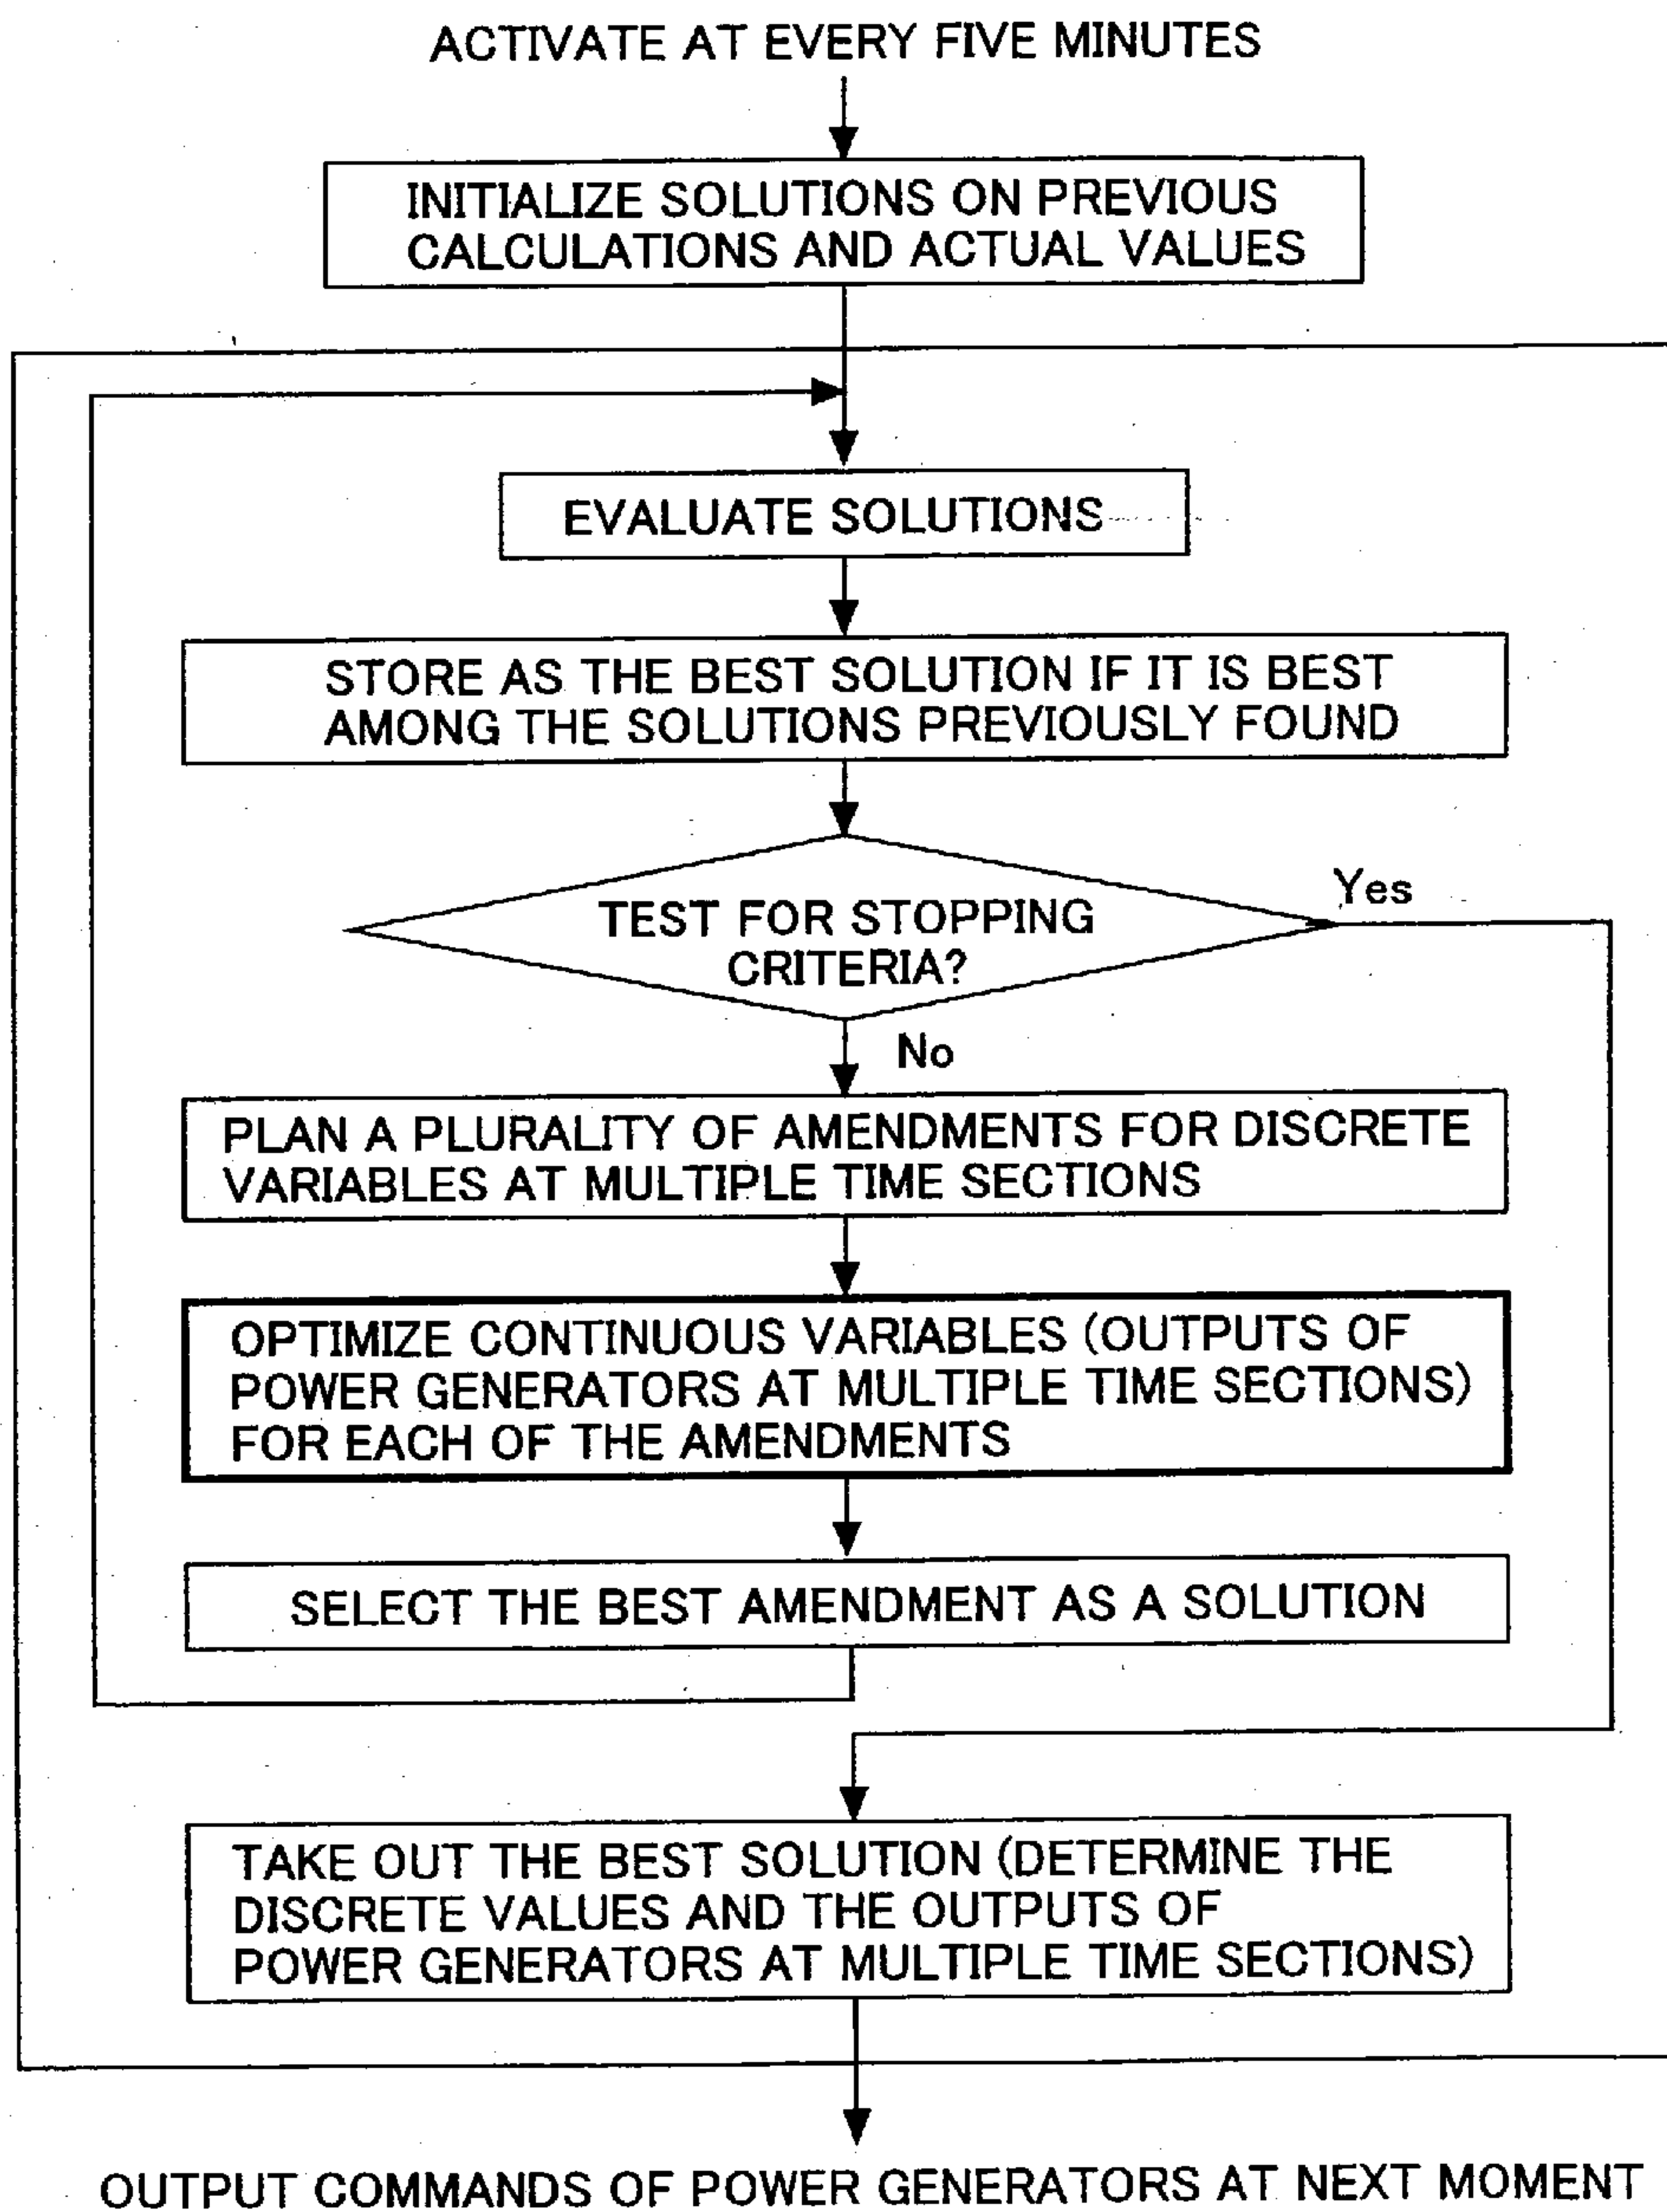 ACTIVATE AT EVERY FIVE MINUTES
INITIALIZE SOLUTIONS ON PREVIOUS
CALCULATIONS AND ACTUAL VALUES
EVALUATE SOLUTIONS
STORE AS THE BEST SOLUTION IF IT IS BEST
AMONG THE SOLUTIONS PREVIOUSLY FOUND
Yes
TEST FOR STOPPING
CRITERIA?
No
PLAN A PLURALITY OF AMENDMENTS FOR DISCRETE
VARIABLES AT MULTIPLE TIME SECTIONS
OPTIMIZE CONTINUOUS VARIABLES (OUTPUTS OF
POWER GENERATORS AT MULTIPLE TIME SECTIONS)
FOR EACH OF THE AMENDMENTS
SELECT THE BEST AMENDMENT AS A SOLUTION
TAKE OUT THE BEST SOLUTION (DETERMINE THE
DISCRETE VALUES AND THE OUTPUTS OF
POWER GENERATORS AT MULTIPLE TIME SECTIONS)
OUTPUT COMMANDS OF POWER GENERATORS AT NEXT MOMENT